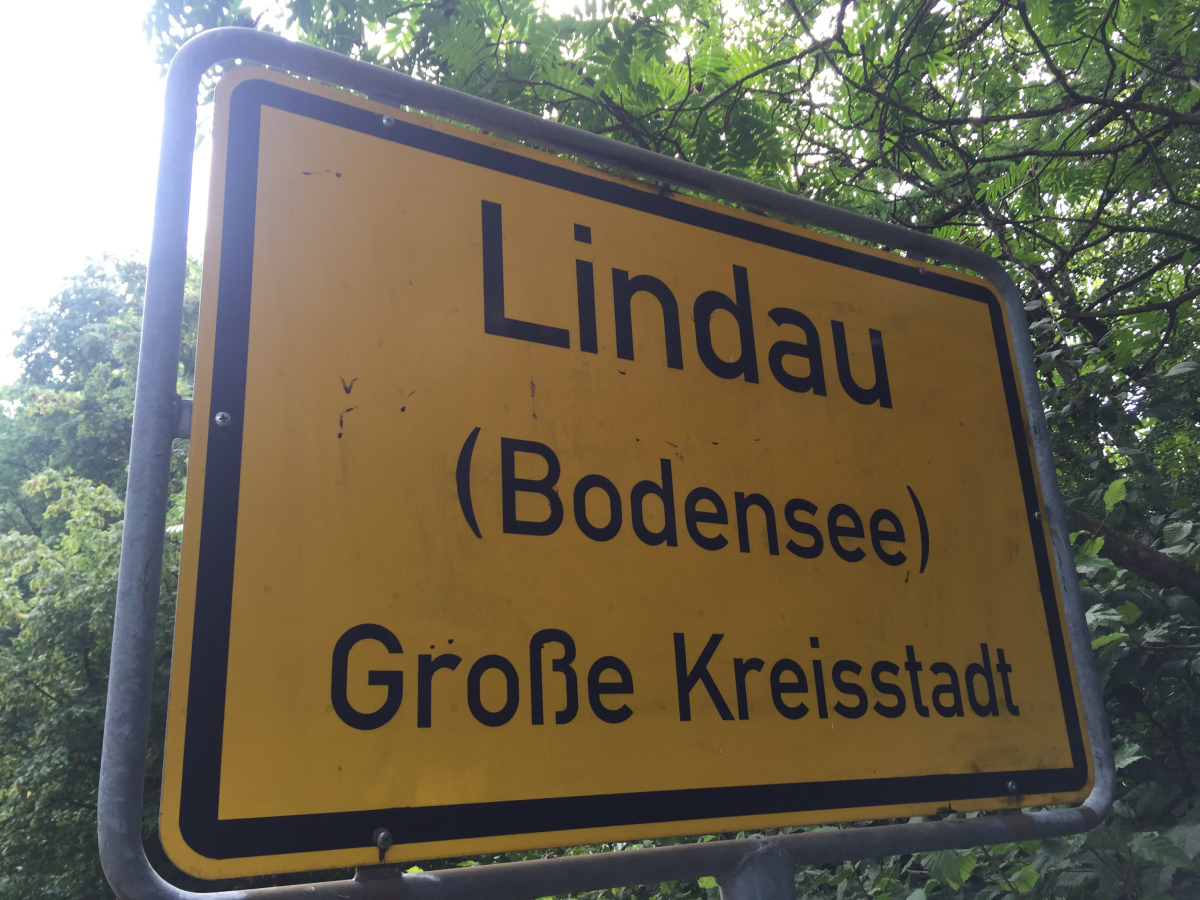 Lindau
(Bodensee)
Große Kreisstadt